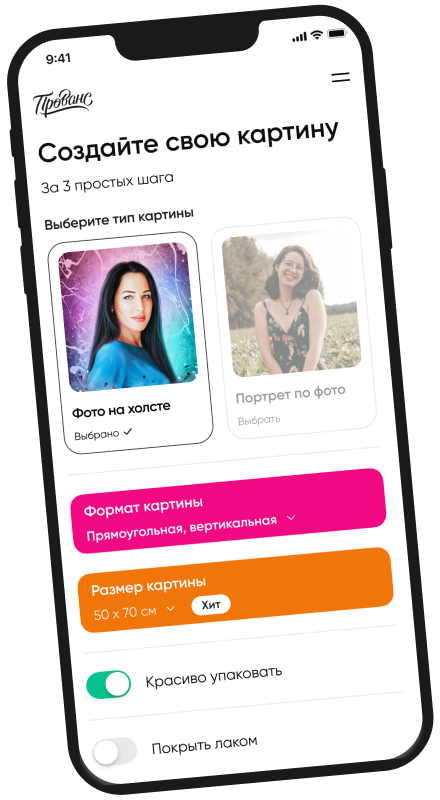 9:41
Прованс
Создайте свою картину
За 3 простых шага
Выберите тип картины
Фото на холсте
Выбрано
Портрет по фото
Выбрать
Формат картины
Прямоугольная, вертикальная
Размер картины
50 x 70 см
Хит
Красиво упаковать
Покрыть лаком